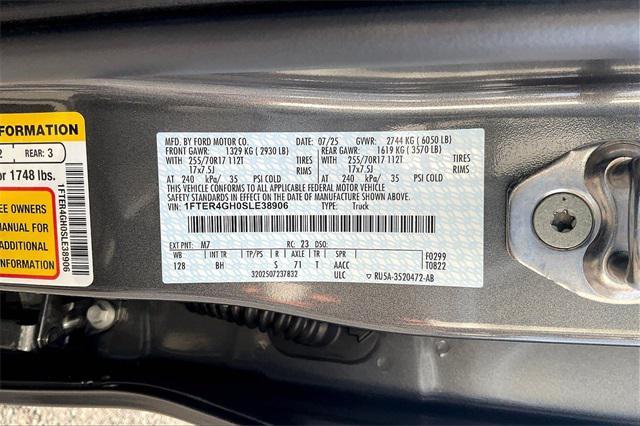 INFORMATION
2 REAR: 3
r 1748 lbs.
EE OWNERS
MANUAL FOR
ADDITIONAL
FORMATION
1FTER4GH0SLE38906
MFD. BY FORD MOTOR CO. 07/25 GVWR: 2744 KG ( 6050 LB)
FRONT GAWR: 1329 KG ( 2930 LB) REAR GAWR: 1619 KG ( 3570 LB)
WITH 255/70R17 112T TIRES WITH 255/70R17 112T TIRES
17x7.5J RIMS 17x7.5J RIMS
AT 240 kPa/ 35 PSI COLD AT 240 kPa/ 35 PSI COLD
THIS VEHICLE CONFORMS TO ALL APPLICABLE FEDERAL MOTOR VEHICLE
SAFETY STANDARDS IN EFFECT ON THE DATE OF MANUFACTURE SHOWN ABOVE.
VIN: 1FTER4GH0SLE38906 TYPE: Truck
EXT PNT: M7 RC: 23 DSO:
WB INT TR TP/PS R AXLE TR SPR F0299
128 BH S 71 T AACC T0822
3202507237832 ULC ▽ RU5A-3520472-AB